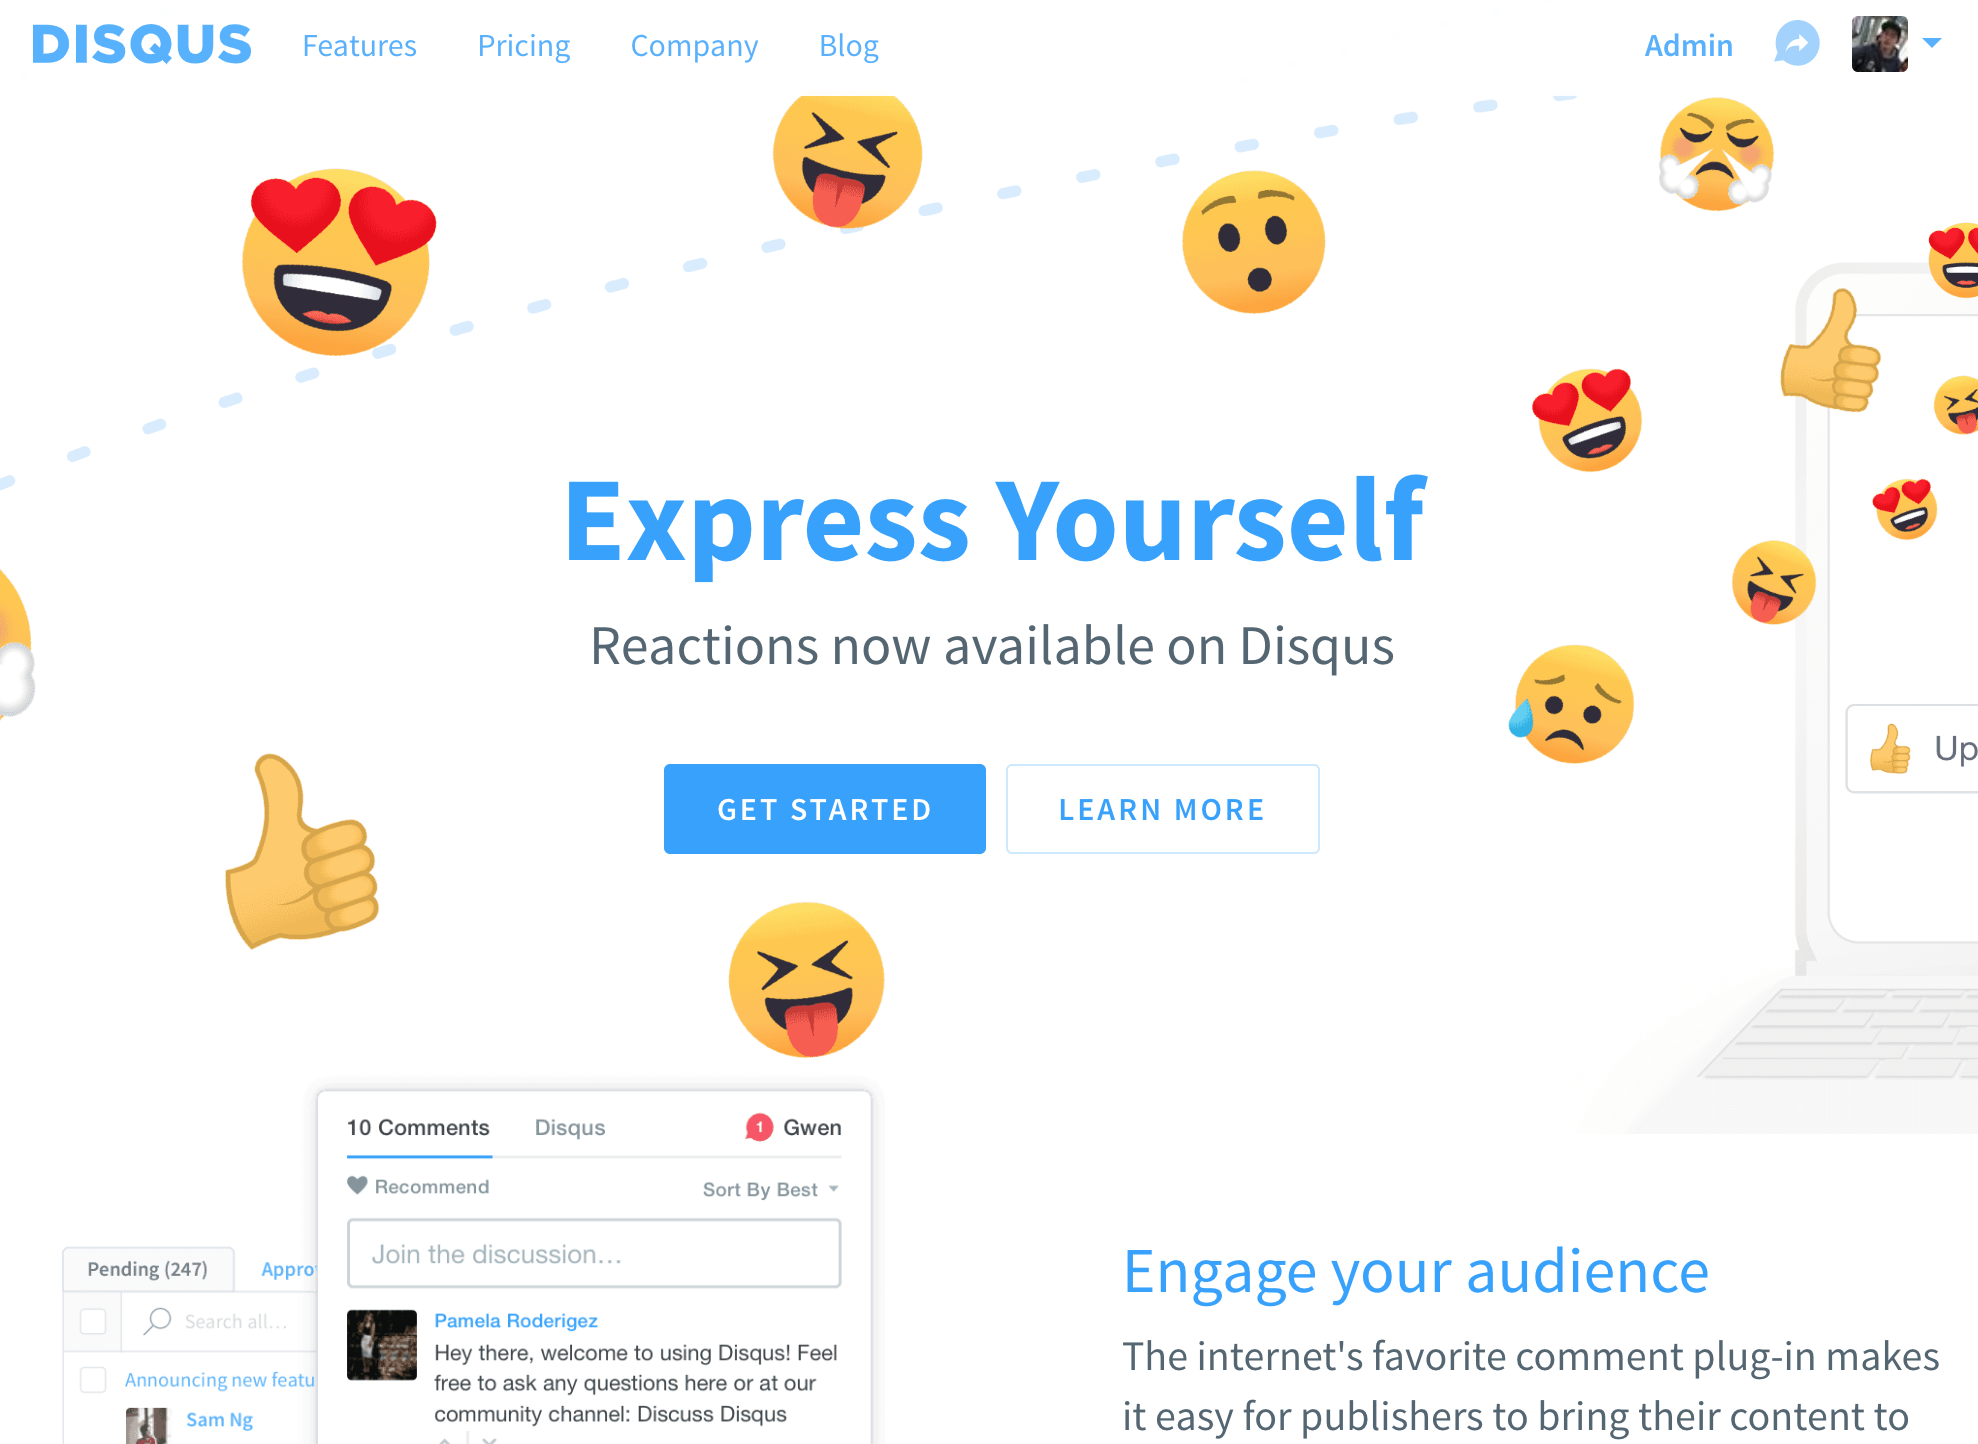 DISQUS
Features
Pricing
Company
Blog
Admin
Express Yourself
Reactions now available on Disqus
GET STARTED
LEARN MORE
Up
10 Comments
Disqus
1
Gwen
Recommend
Sort By Best
Join the discussion...
Pamela Roderigez
Hey there, welcome to using Disqus! Feel
free to ask any questions here or at our
community channel: Discuss Disqus
Pending (247)
Appro
Search all...
Announcing new featu
Sam Ng
Engage your audience
The internet's favorite comment plug-in makes
it easy for publishers to bring their content to